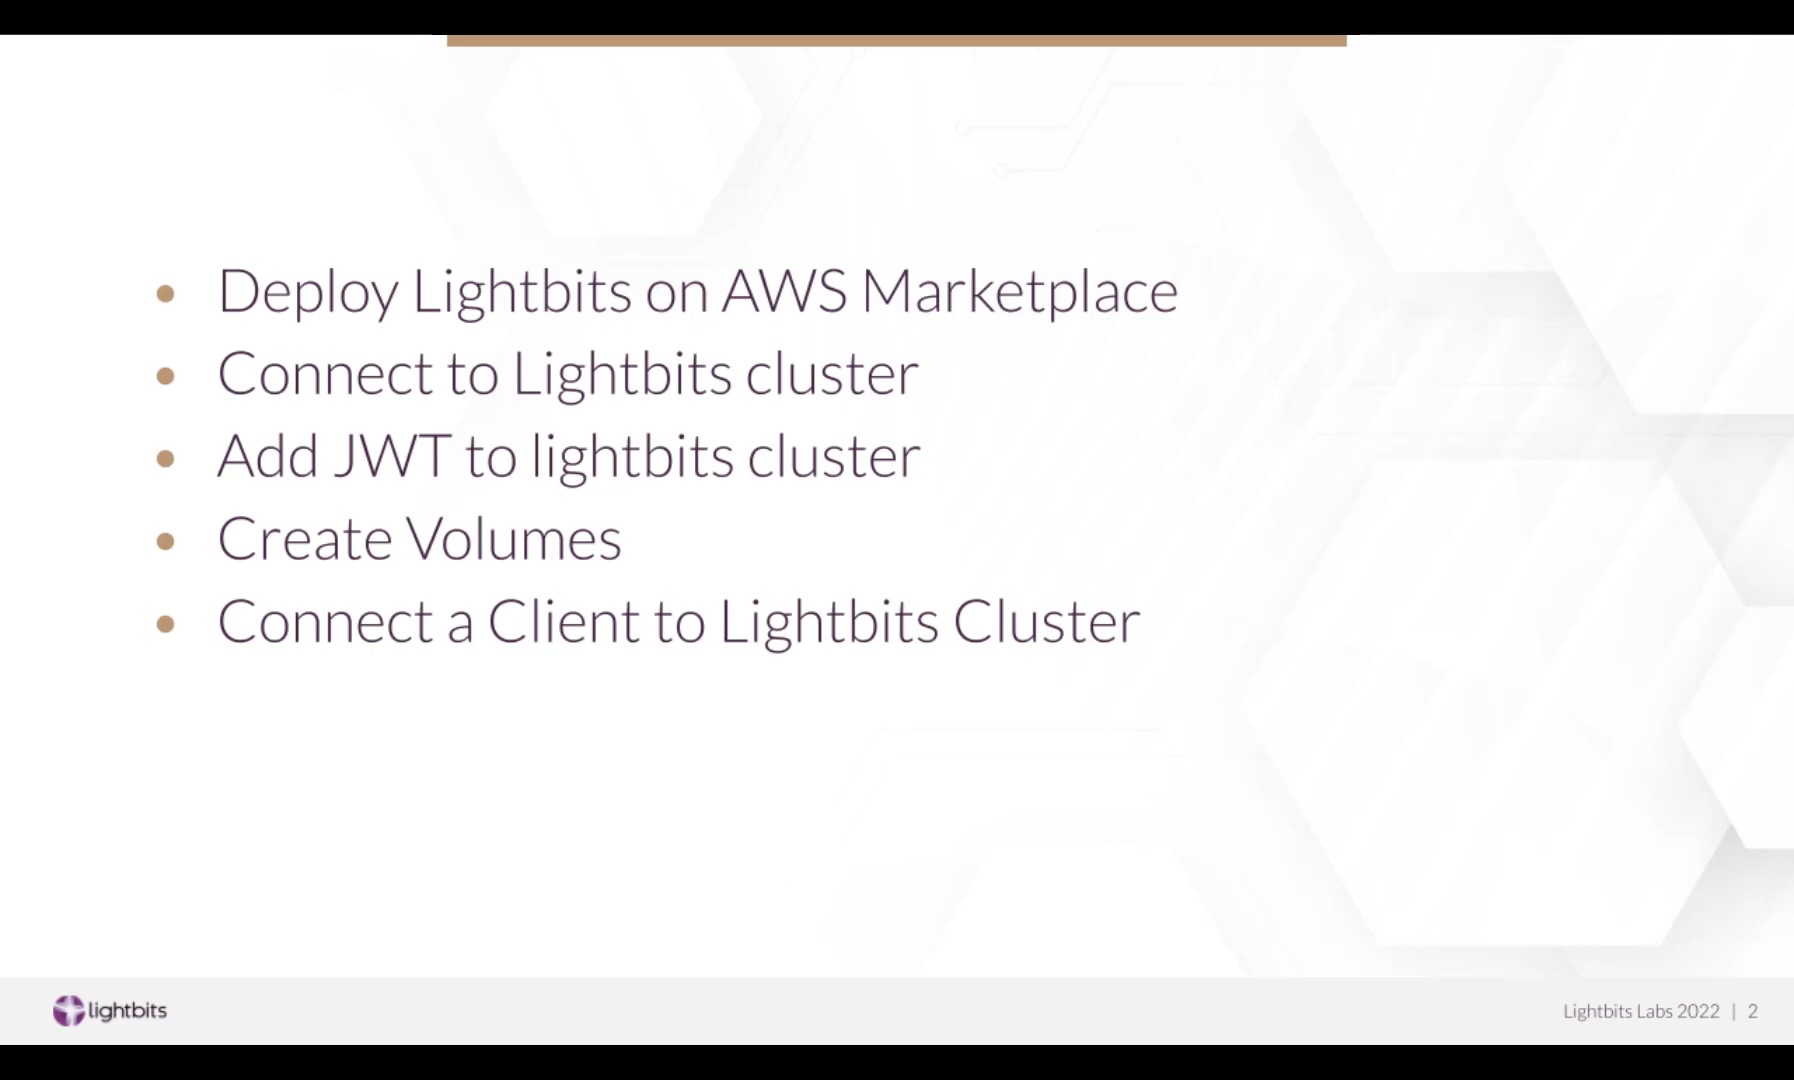 • Deploy Lightbits on AWS Marketplace
• Connect to Lightbits cluster
• Add JWT to lightbits cluster
• Create Volumes
• Connect a Client to Lightbits Cluster
lightbits
Lightbits Labs 2022 | 2